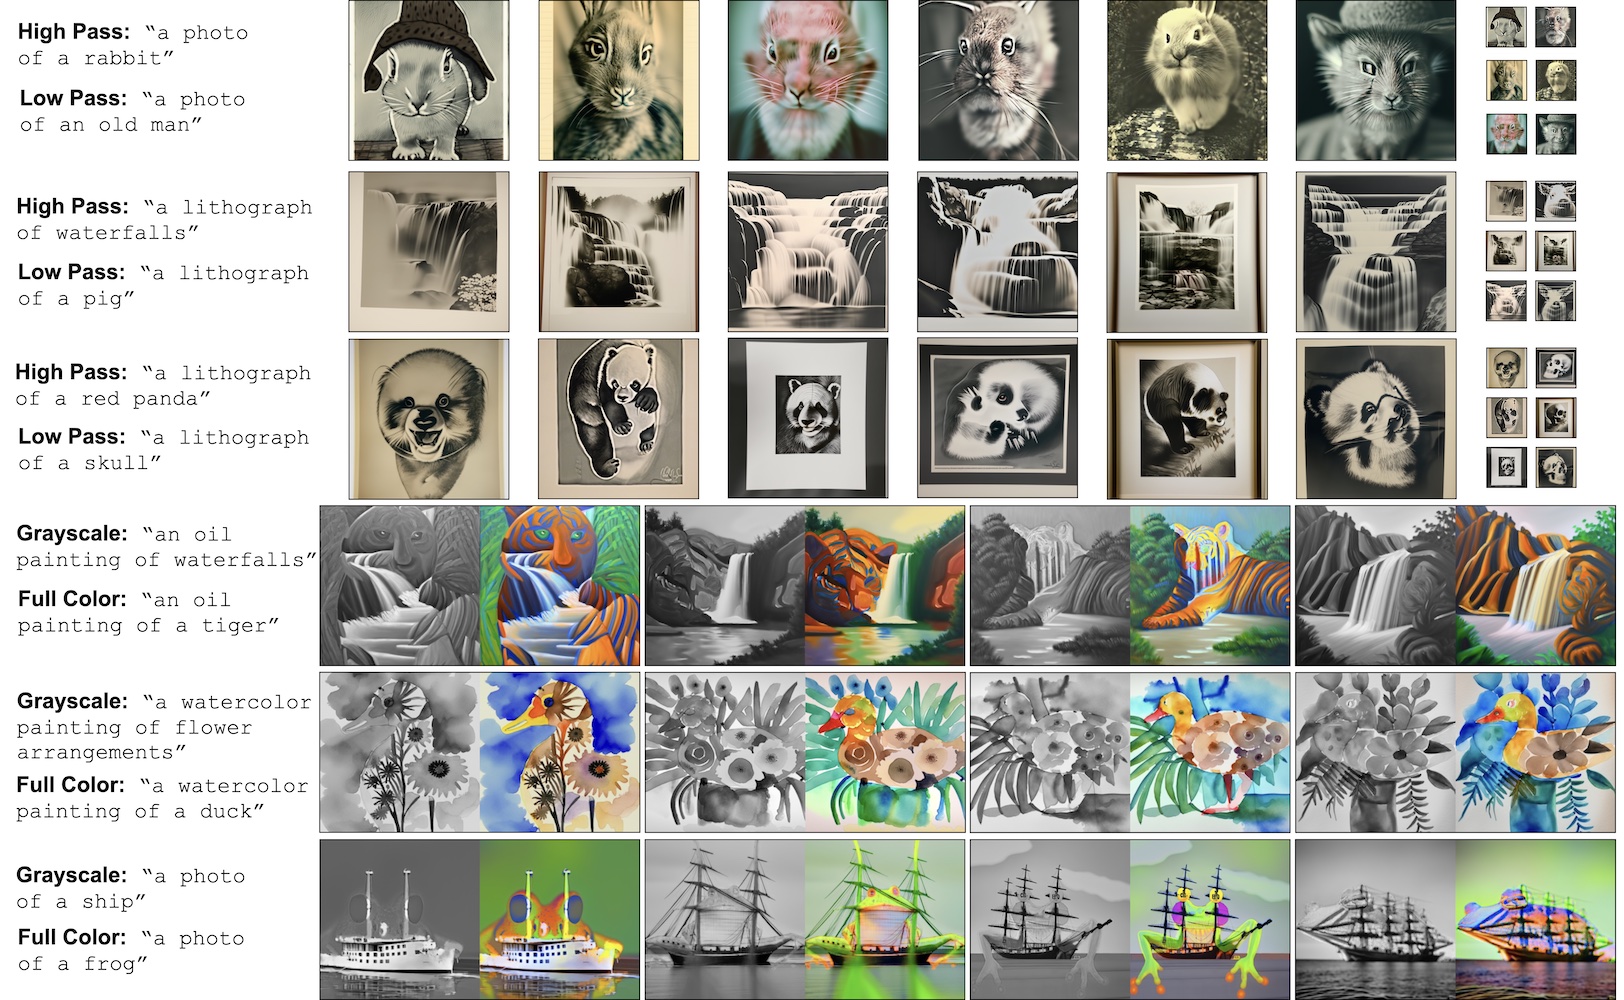 High Pass: “a photo
of a rabbit”
Low Pass: “a photo
of an old man”
High Pass: “a lithograph
of waterfalls”
Low Pass: “a lithograph
of a pig”
High Pass: “a lithograph
of a red panda”
Low Pass: “a lithograph
of a skull”
Grayscale: “an oil
painting of waterfalls”
Full Color: “an oil
painting of a tiger”
Grayscale: “a watercolor
painting of flower
arrangements”
Full Color: “a watercolor
painting of a duck”
Grayscale: “a photo
of a ship”
Full Color: “a photo
of a frog”